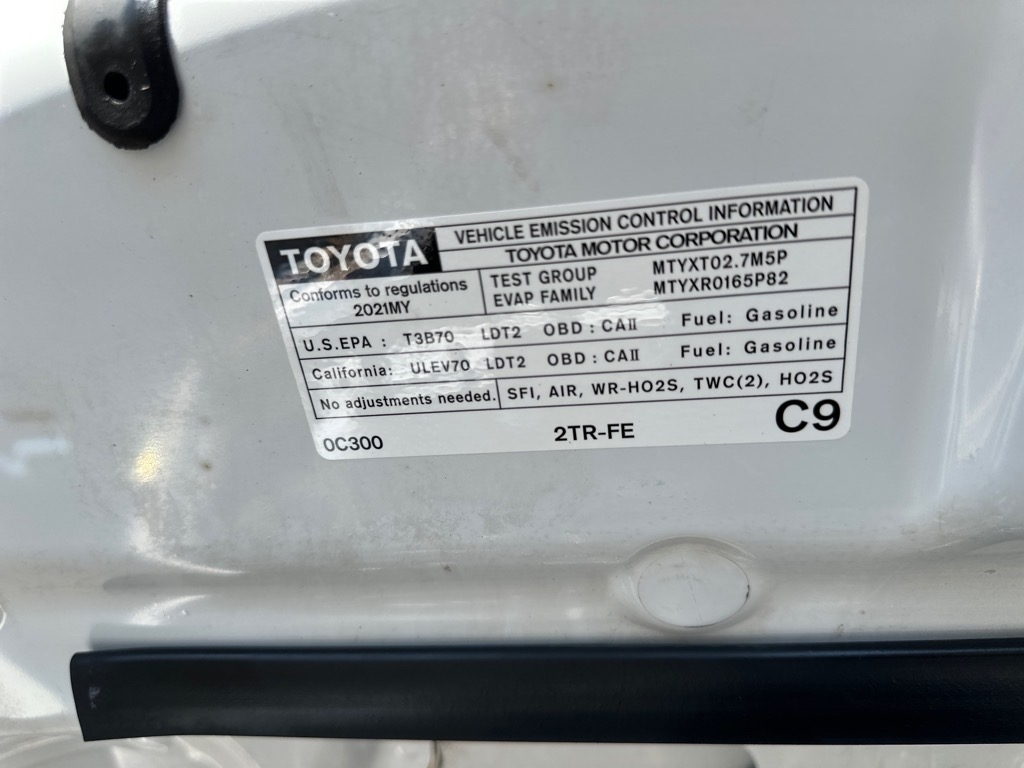 TOYOTA
VEHICLE EMISSION CONTROL INFORMATION
TOYOTA MOTOR CORPORATION
Conforms to regulations
2021MY
TEST GROUP MTYXT02.7M5P
EVAP FAMILY MTYXR0165P82
U.S.EPA : T3B70 LDT2 OBD : CAII Fuel: Gasoline
California: ULEV70 LDT2 OBD : CAII Fuel: Gasoline
No adjustments needed. SFI, AIR, WR-HO2S, TWC(2), HO2S
0C300 2TR-FE C9